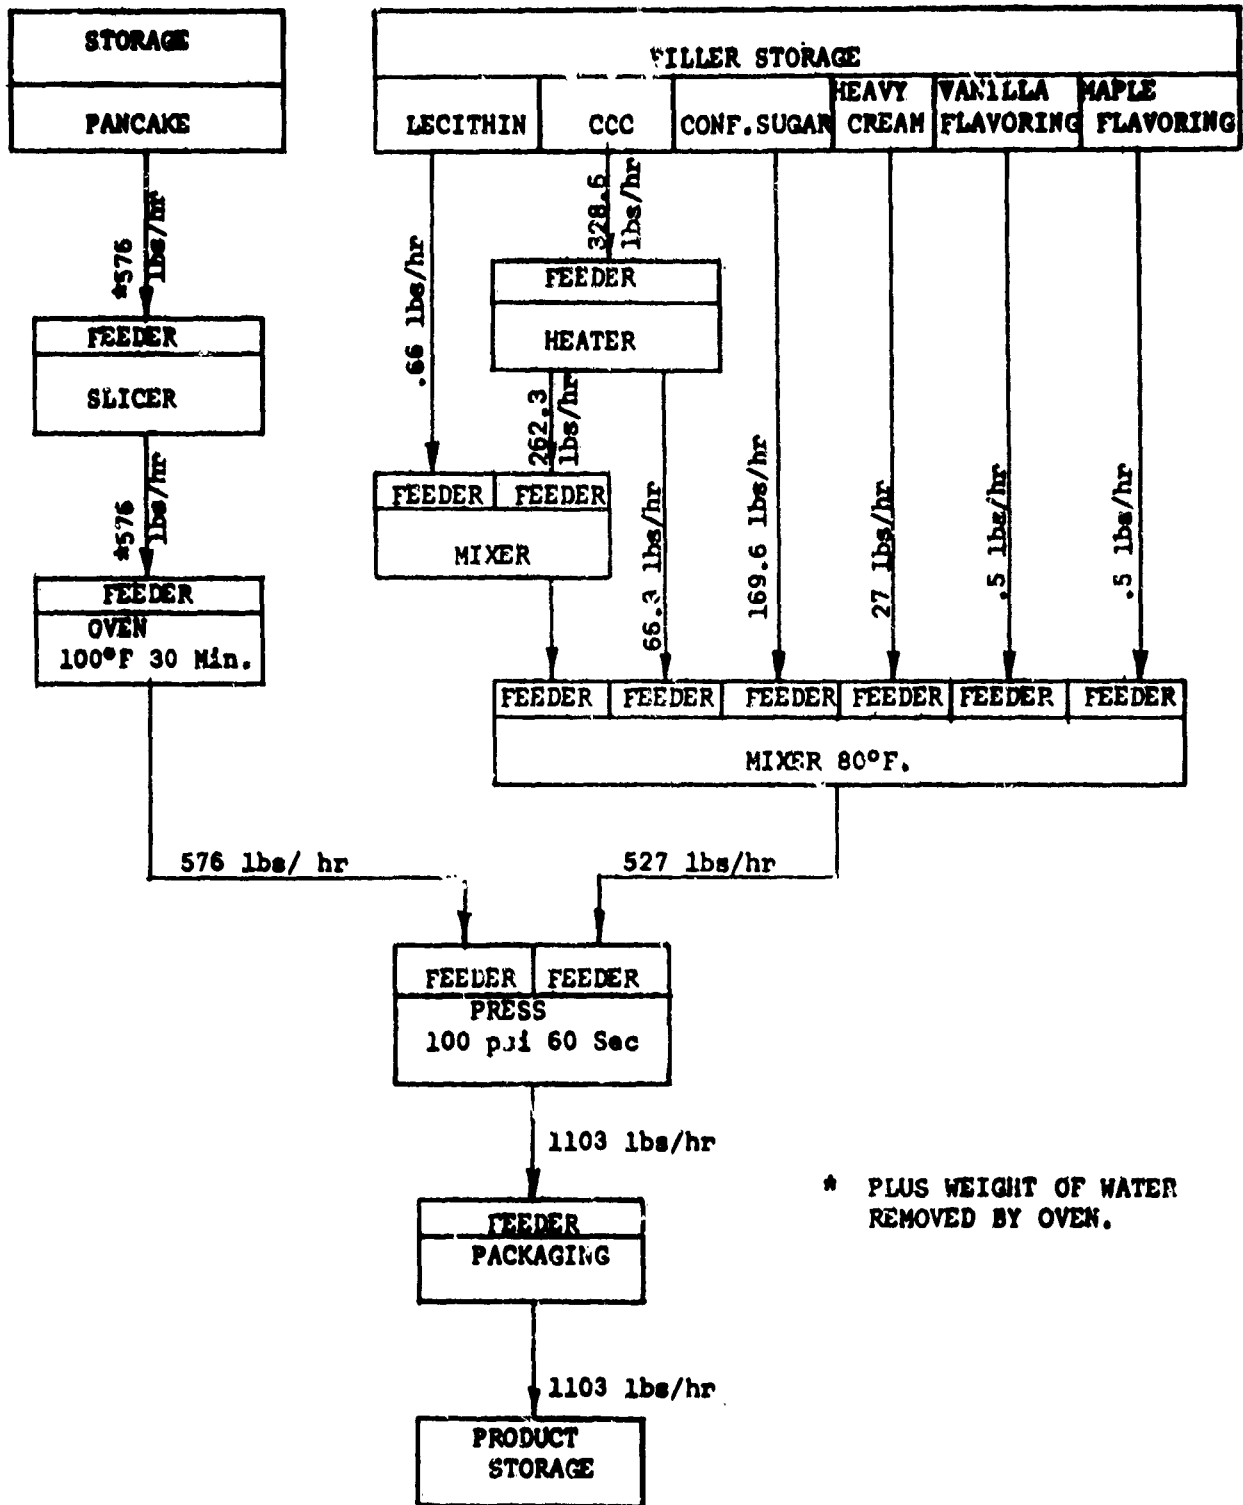 STORAGE
PANCAKE
FILLER STORAGE
LECITHIN
CCC
CONF.SUGAR
HEAVY
CREAM
VANILLA
FLAVORING
MAPLE
FLAVORING
*576
lbs/hr
.66 lbs/hr
328.6
lbs/hr
FEEDER
HEATER
FEEDER
SLICER
262.3
lbs/hr
*576
lbs/hr
FEEDER FEEDER
MIXER
66.3 lbs/hr
169.6 lbs/hr
27 lbs/hr
.5 lbs/hr
.5 lbs/hr
FEEDER
OVEN
100°F 30 Min.
FEEDER FEEDER FEEDER FEEDER FEEDER FEEDER
MIXER 80°F.
576 lbs/ hr
527 lbs/hr
FEEDER FEEDER
PRESS
100 psi 60 Sec
1103 lbs/hr
* PLUS WEIGHT OF WATER
REMOVED BY OVEN.
FEEDER
PACKAGING
1103 lbs/hr
PRODUCT
STORAGE